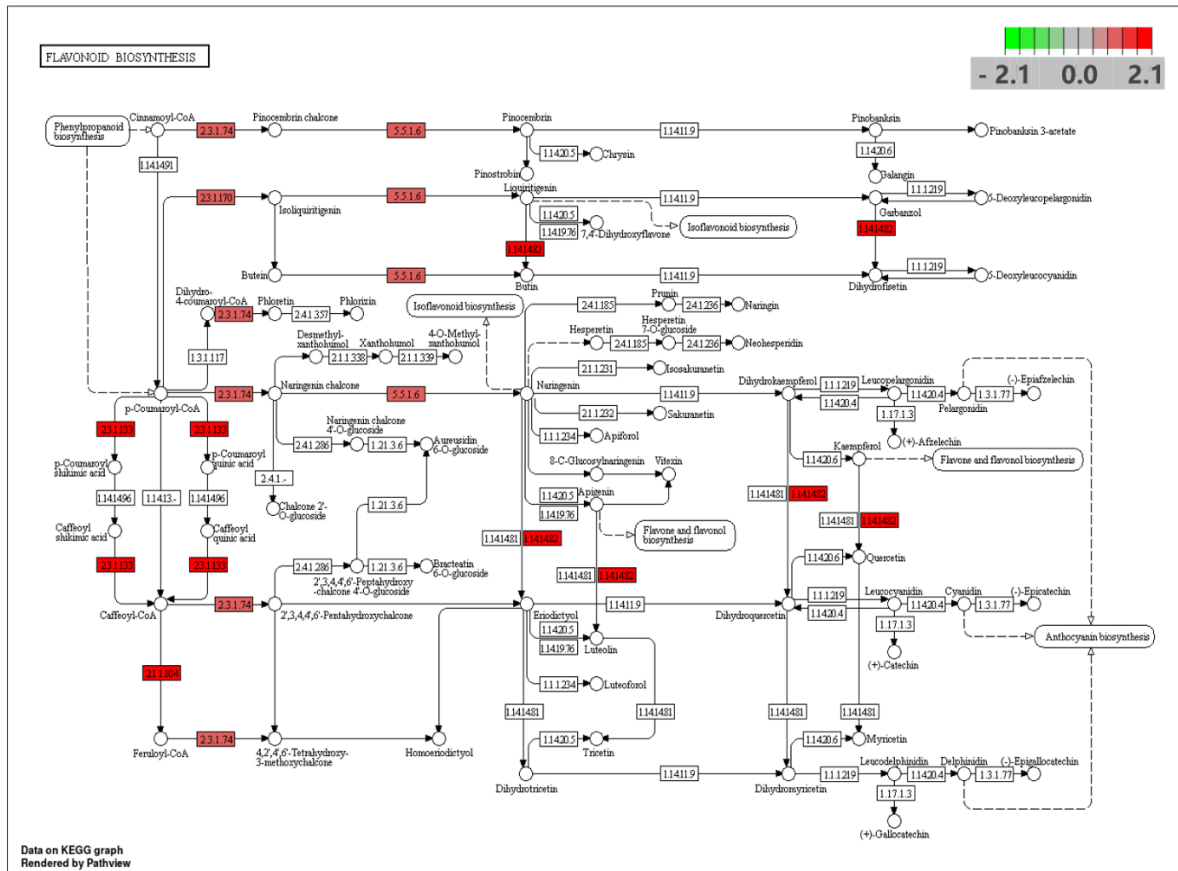 FLAVONOID BIOSYNTHESIS
- 2.1 0.0 2.1
Phenylpropanoid
biosynthesis
Cinnamoyl-CoA
2.3.1.74
Pinocembrin chalcone
5.5.1.6
Pinocembrin
1.14.11.9
Pinobanksin
Pinobanksin 3-acetate
1.14.14.91
1.14.20.5
Chrysin
Pinostrobin
1.14.20.6
Galangin
2.3.1.170
Isoliquiritigenin
5.5.1.6
Liquiritigenin
1.14.11.9
Garbanzol
1.1.1.219
5-Deoxyleucopelargonidin
1.14.20.5
1.14.19.76
7,4'-Dihydroxyflavone
Isoflavonoid biosynthesis
1.14.14.82
1.14.14.82
Butein
5.5.1.6
Butin
1.14.11.9
Dihydrofisetin
1.1.1.219
5-Deoxyleucocyanidin
Dihydro-
4-coumaroyl-CoA
2.3.1.74
Phloretin
2.4.1.357
Phlorizin
Isoflavonoid biosynthesis
2.4.1.185
Prunin
2.4.1.236
Naringin
Desmethyl-
xanthohumol
2.1.1.338
Xanthohumol
2.1.1.339
4-O-Methyl-
xanthohumol
Hesperetin
2.4.1.185
Hesperetin
7-O-glucoside
2.4.1.236
Neohesperidin
1.3.1.117
2.1.1.231
Isosakuranetin
p-Coumaroyl-CoA
2.3.1.74
Naringenin chalcone
5.5.1.6
Naringenin
1.14.11.9
Dihydrokaempferol
1.1.1.219
1.14.20.4
Leucopelargonidin
1.14.20.4
Pelargonidin
1.3.1.77
(-)-Epiafzelechin
2.1.1.232
Sakuranetin
1.17.1.3
(+)-Afzelechin
2.3.1.133
2.3.1.133
2.4.1.286
Naringenin chalcone
4'-O-glucoside
1.21.3.6
Aureusidin
6-O-glucoside
1.1.1.234
Apiforol
Kaempferol
1.14.20.6
Flavone and flavonol biosynthesis
p-Coumaroyl
shikimic acid
p-Coumaroyl
quinic acid
2.4.1.-
Chalcone 2'-
O-glucoside
8-C-Glucosylnaringenin
Vitexin
1.14.14.96
1.14.13.-
1.14.14.96
1.21.3.6
1.14.20.5
1.14.19.76
Apigenin
1.14.14.81
1.14.14.82
Caffeoyl
shikimic acid
Caffeoyl
quinic acid
Flavone and flavonol
biosynthesis
1.14.14.81
1.14.14.82
1.14.14.81
1.14.14.82
2.3.1.133
2.3.1.133
2.4.1.286
2',3,4,4',6'-Peptahydroxy
chalcone 4'-O-glucoside
1.21.3.6
Bracteatin
6-O-glucoside
1.14.14.81
1.14.14.82
1.14.20.6
Quercetin
Caffeoyl-CoA
2.3.1.74
2',3,4,4',6'-Pentahydroxychalcone
Eriodictyol
1.14.11.9
Dihydroquercetin
1.1.1.219
1.14.20.4
Leucocyanidin
1.14.20.4
Cyanidin
1.3.1.77
(-)-Epicatechin
1.14.20.5
1.14.19.76
Luteolin
1.17.1.3
(+)-Catechin
Anthocyanin biosynthesis
2.1.1.104
1.1.1.234
Luteoforol
1.14.14.81
1.14.14.81
1.14.14.81
1.14.14.81
Feruloyl-CoA
2.3.1.74
4,2',4',6'-Tetrahydroxy-
3-methoxychalcone
Homoeriodictyol
1.14.20.5
Tricetin
1.14.20.6
Myricetin
Dihydrotricetin
1.14.11.9
Dihydromyricetin
1.1.1.219
Leucodelphinidin
1.14.20.4
Delphinidin
1.3.1.77
(-)-Epigallocatechin
1.17.1.3
(+)-Gallocatechin
Data on KEGG graph
Rendered by Pathview